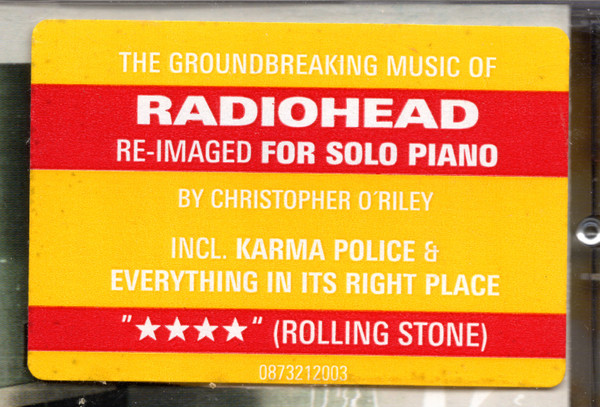 THE GROUNDBREAKING MUSIC OF
RADIOHEAD
RE-IMAGED FOR SOLO PIANO
BY CHRISTOPHER O´RILEY
INCL. KARMA POLICE &
EVERYTHING IN ITS RIGHT PLACE
"★★★★" (ROLLING STONE)
0873212003